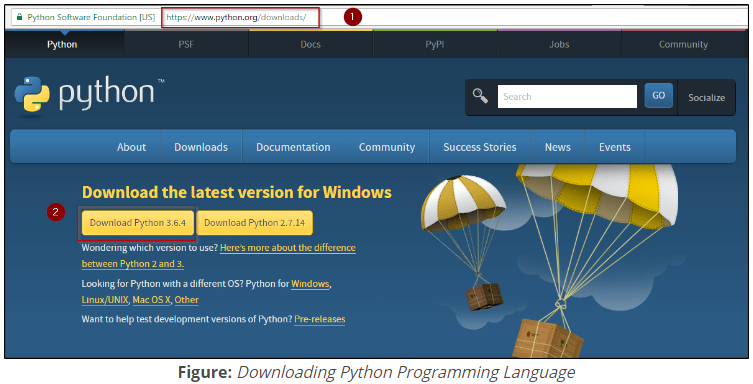 Python Software Foundation [US]
https://www.python.org/downloads/
1
Python
PSF
Docs
PyPI
Jobs
Community
python™
Search
GO
Socialize
About
Downloads
Documentation
Community
Success Stories
News
Events
Download the latest version for Windows
2
Download Python 3.6.4
Download Python 2.7.14
Wondering which version to use? Here's more about the difference
between Python 2 and 3.
Looking for Python with a different OS? Python for Windows,
Linux/UNIX, Mac OS X, Other
Want to help test development versions of Python? Pre-releases
Figure: Downloading Python Programming Language